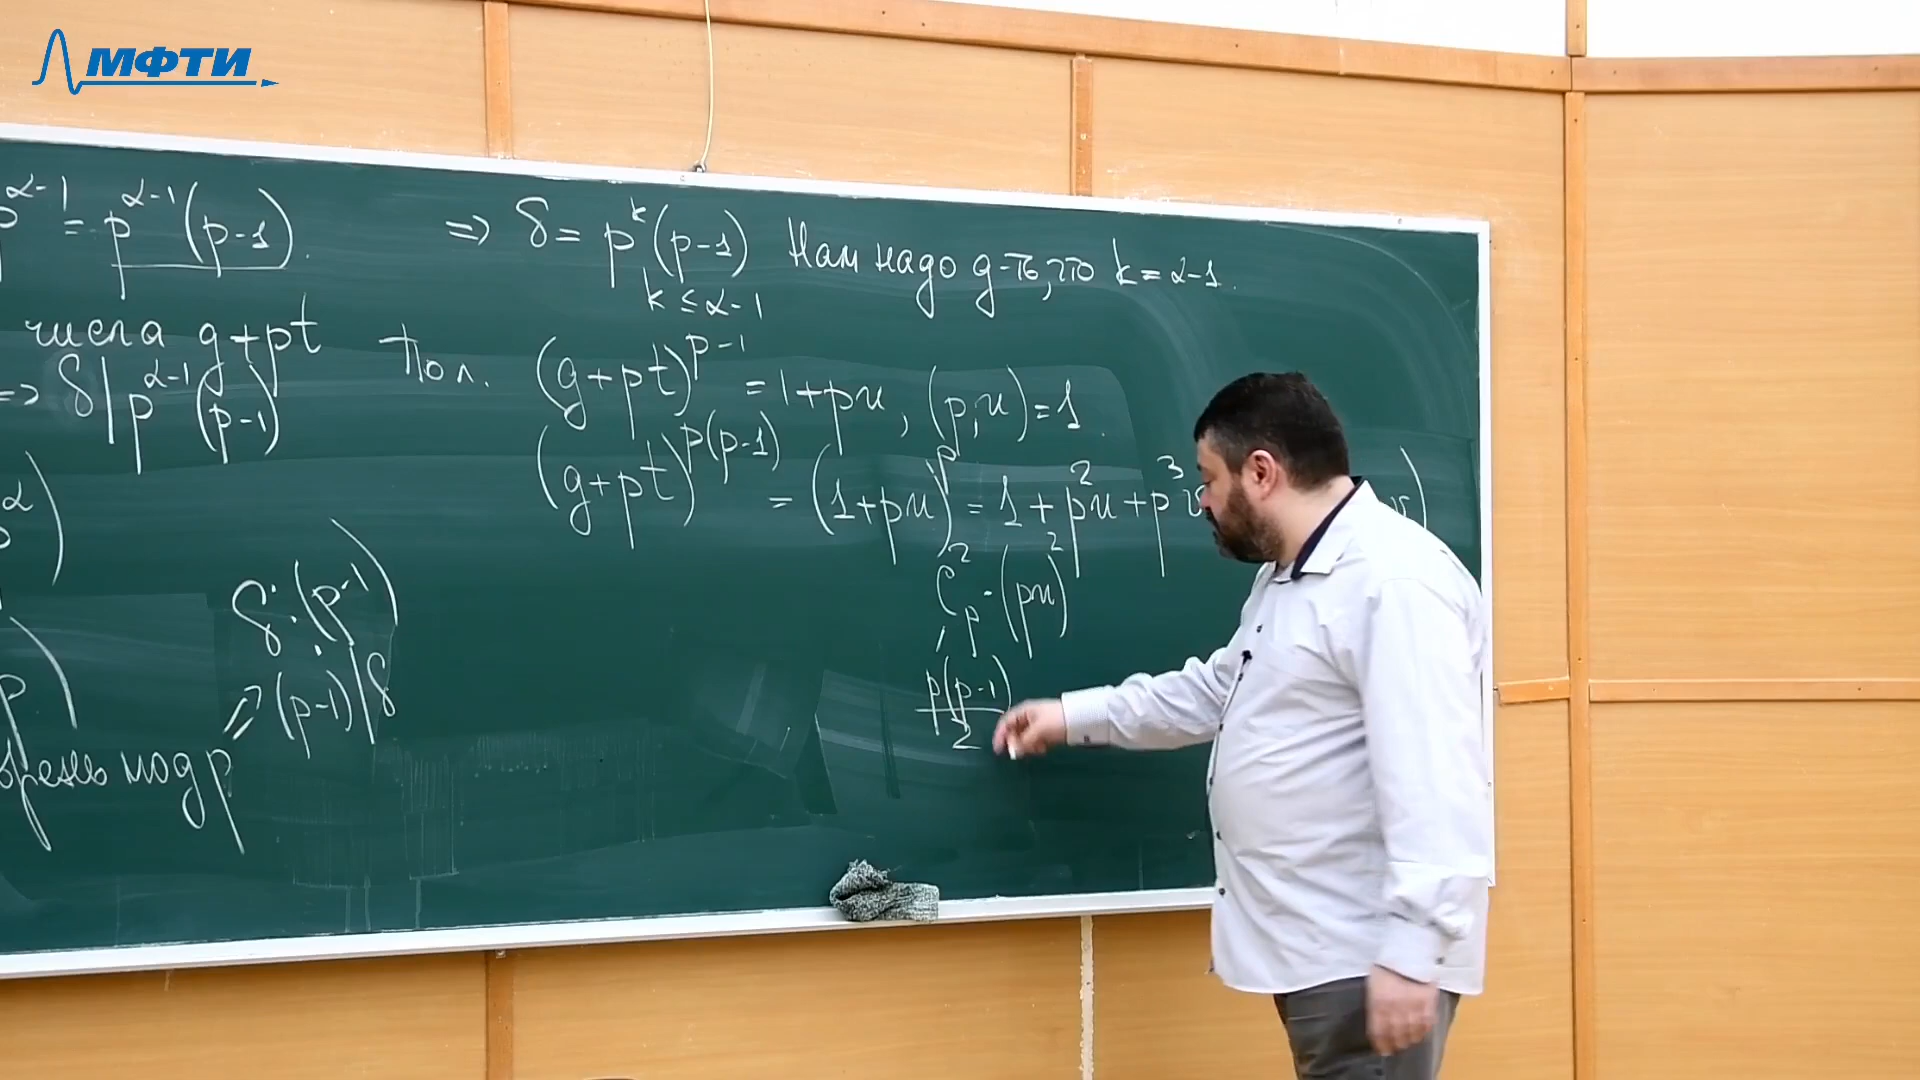 МФТИ
p^{α-1} = p^{α-1}(p-1).
числа g+pt
=> δ | p^{α-1}(p-1)
δ⋮(p-1)
=> (p-1)|δ
мод p
=> δ = p^k(p-1) Нам надо д-ть, что k = α-1.
k ≤ α-1
Пол. (g+pt)^{p-1} = 1+pu, (p,u)=1.
(g+pt)^{p(p-1)} = (1+pu)^p = 1+p^2u+p^3v
C_p^2·(pu)^2
p(p-1)
2